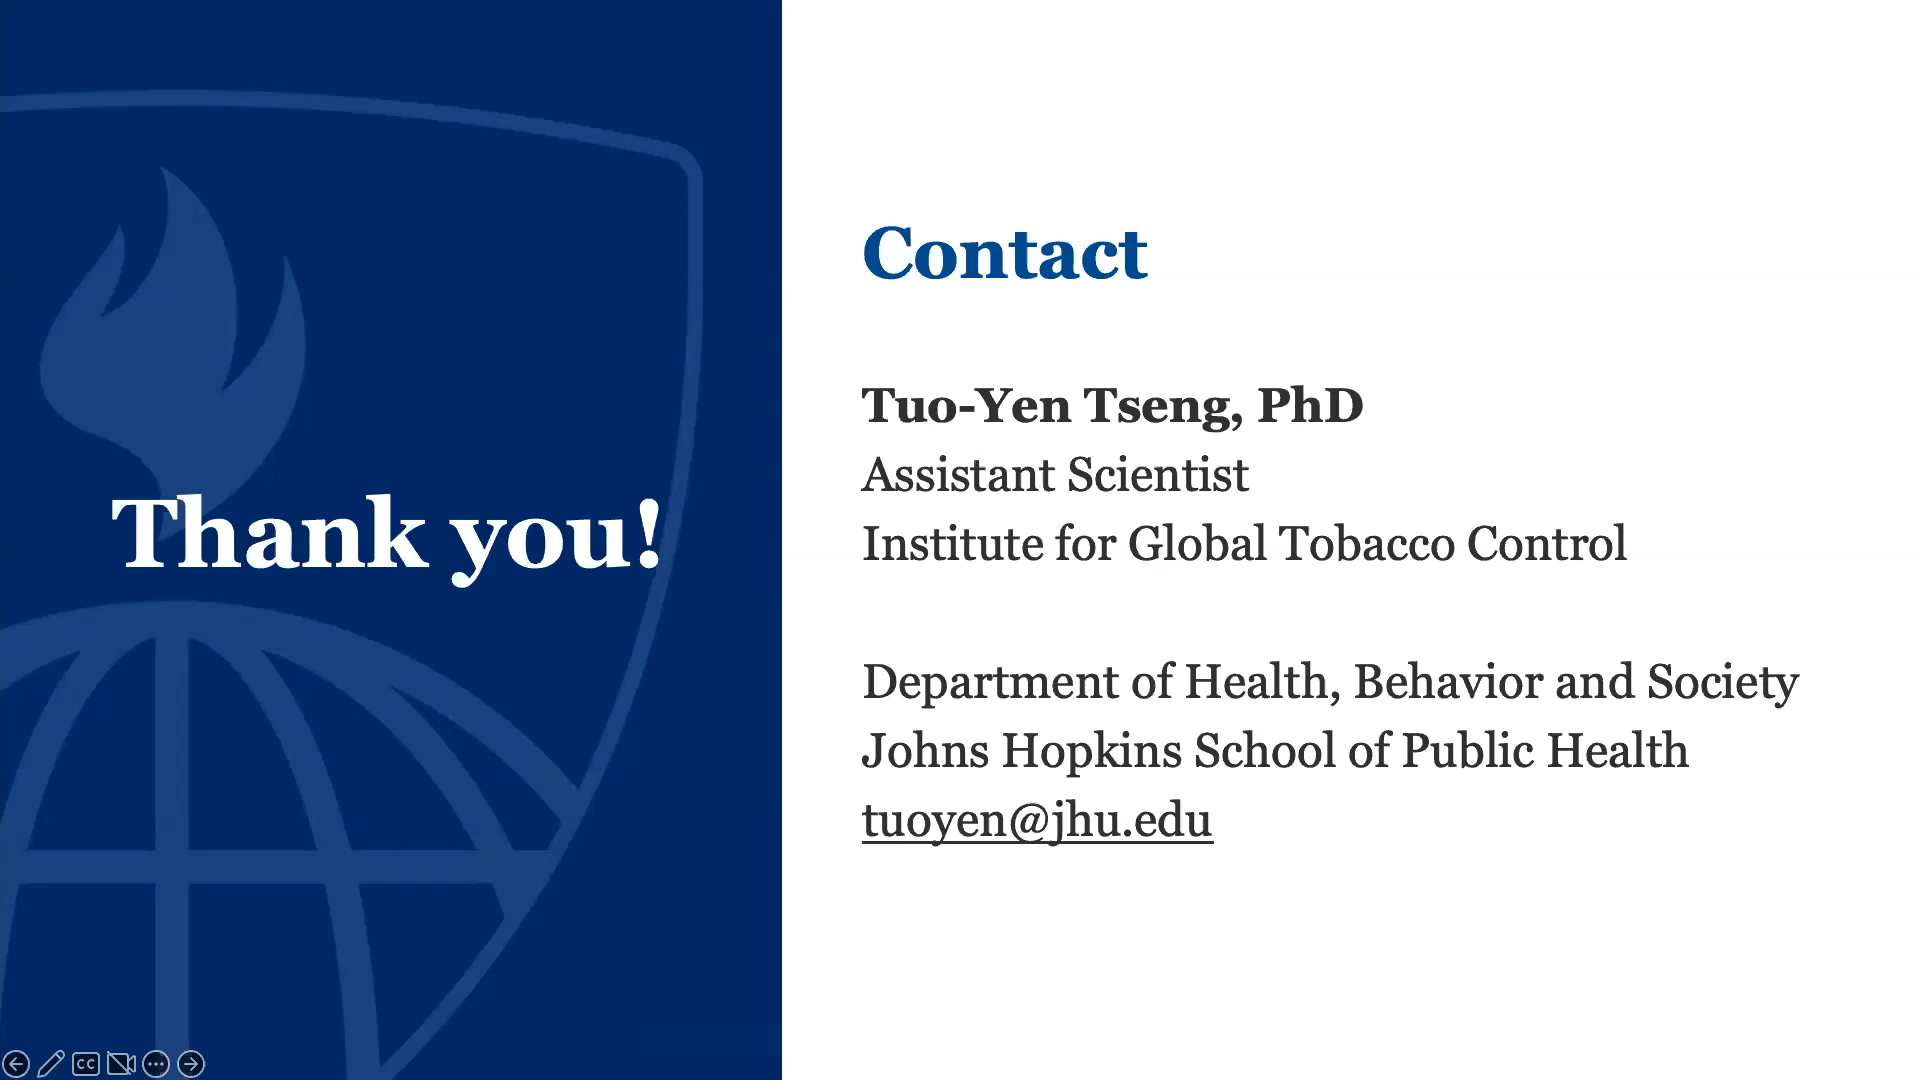 Thank you!
Contact
Tuo-Yen Tseng, PhD
Assistant Scientist
Institute for Global Tobacco Control
Department of Health, Behavior and Society
Johns Hopkins School of Public Health
tuoyen@jhu.edu
CC